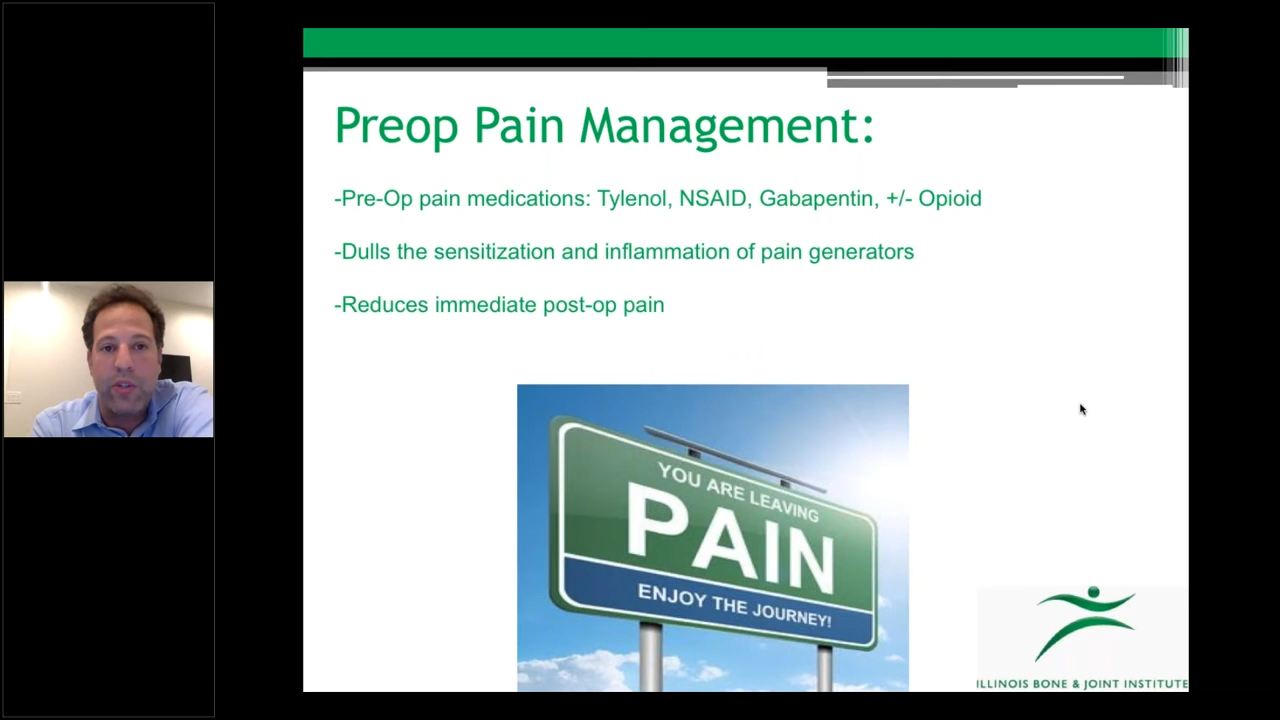 Preop Pain Management:
-Pre-Op pain medications: Tylenol, NSAID, Gabapentin, +/- Opioid
-Dulls the sensitization and inflammation of pain generators
-Reduces immediate post-op pain
YOU ARE LEAVING
PAIN
ENJOY THE JOURNEY!
ILLINOIS BONE & JOINT INSTITUTE